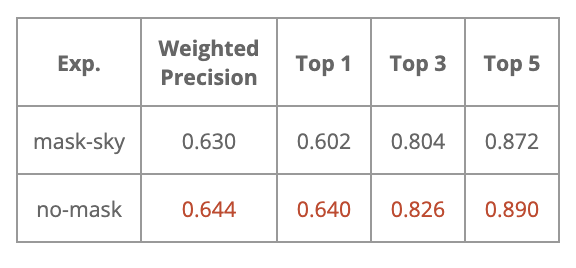 Exp. Weighted Precision Top 1 Top 3 Top 5
mask-sky 0.630 0.602 0.804 0.872
no-mask 0.644 0.640 0.826 0.890